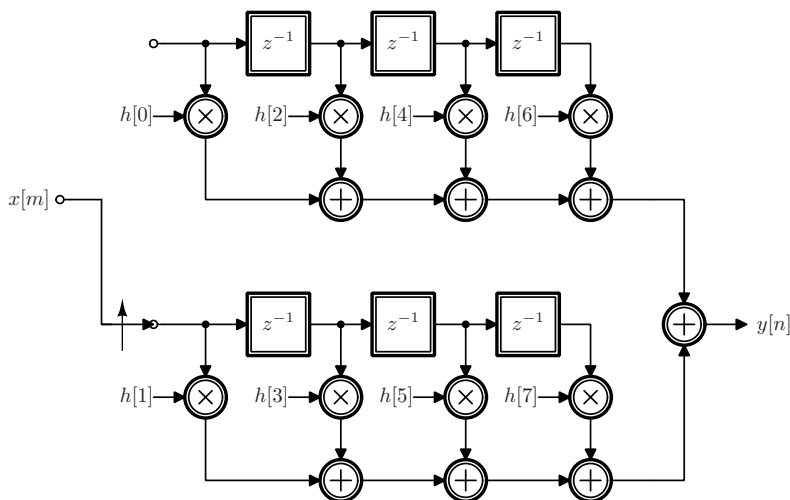 z⁻¹ z⁻¹ z⁻¹
h[0] × h[2] × h[4] × h[6] ×
x[m] + + +
z⁻¹ z⁻¹ z⁻¹
+ y[n]
h[1] × h[3] × h[5] × h[7] ×
+ + +